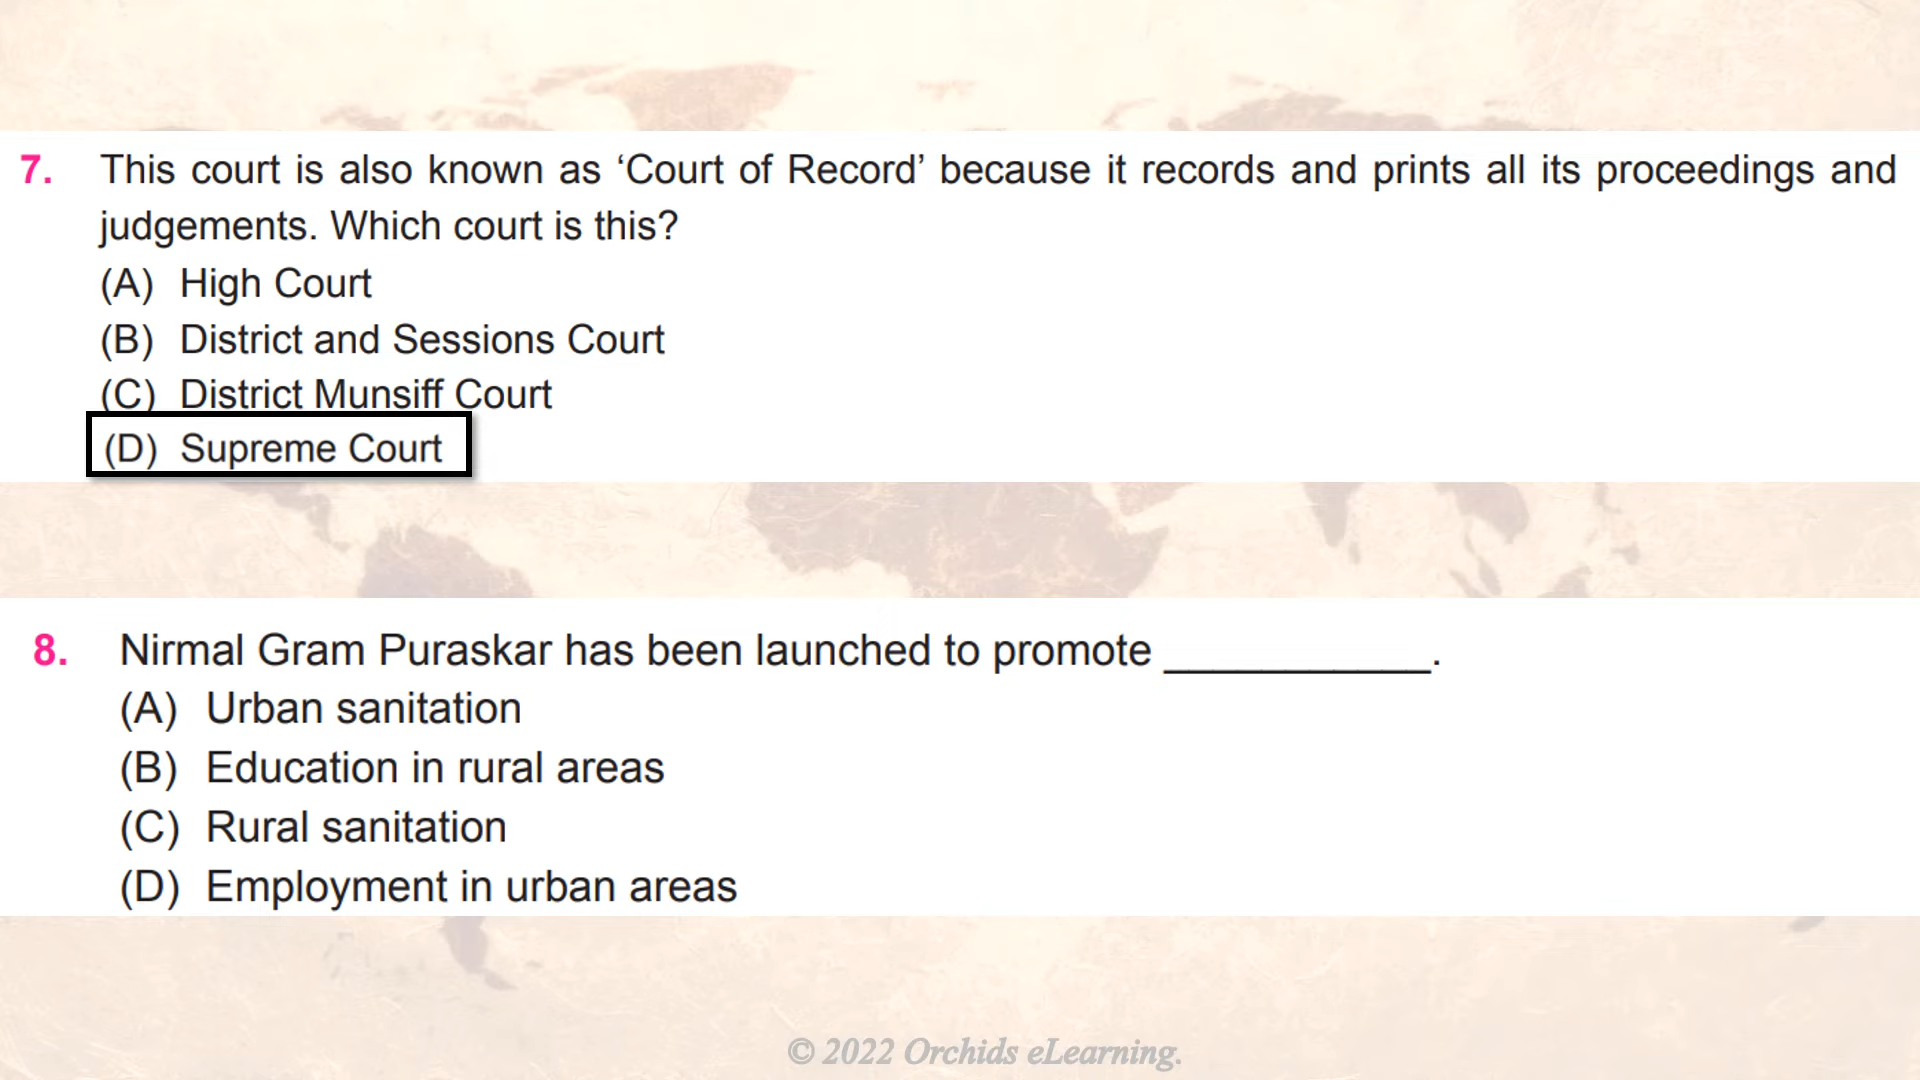 7. This court is also known as ‘Court of Record’ because it records and prints all its proceedings and
judgements. Which court is this?
(A) High Court
(B) District and Sessions Court
(C) District Munsiff Court
(D) Supreme Court
8. Nirmal Gram Puraskar has been launched to promote ___________.
(A) Urban sanitation
(B) Education in rural areas
(C) Rural sanitation
(D) Employment in urban areas
© 2022 Orchids eLearning.